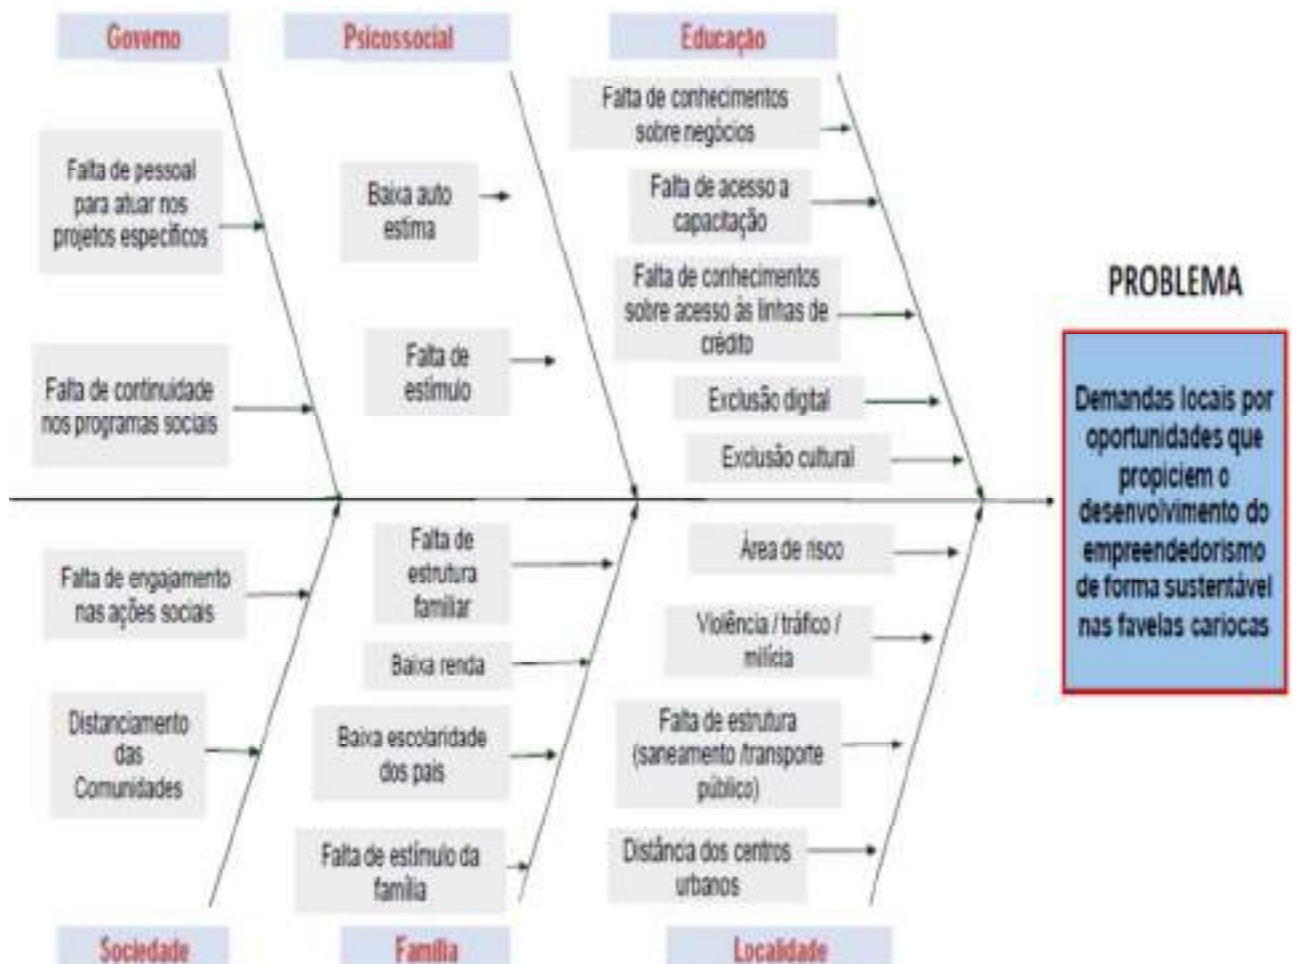 Governo
Psicossocial
Educação
Falta de pessoal
para atuar nos
projetos específicos
Falta de continuidade
nos programas sociais
Baixa auto
estima
Falta de
estímulo
Falta de conhecimentos
sobre negócios
Falta de acesso a
capacitação
Falta de conhecimentos
sobre acesso às linhas de
crédito
Exclusão digital
Exclusão cultural
PROBLEMA
Demandas locais por
oportunidades que
propiciem o
desenvolvimento do
empreendedorismo
de forma sustentável
nas favelas cariocas
Falta de engajamento
nas ações sociais
Distanciamento
das
Comunidades
Falta de
estrutura
familiar
Baixa renda
Baixa escolaridade
dos pais
Falta de estímulo da
família
Área de risco
Violência / tráfico /
milícia
Falta de estrutura
(saneamento /transporte
público)
Distância dos centros
urbanos
Sociedade
Família
Localidade